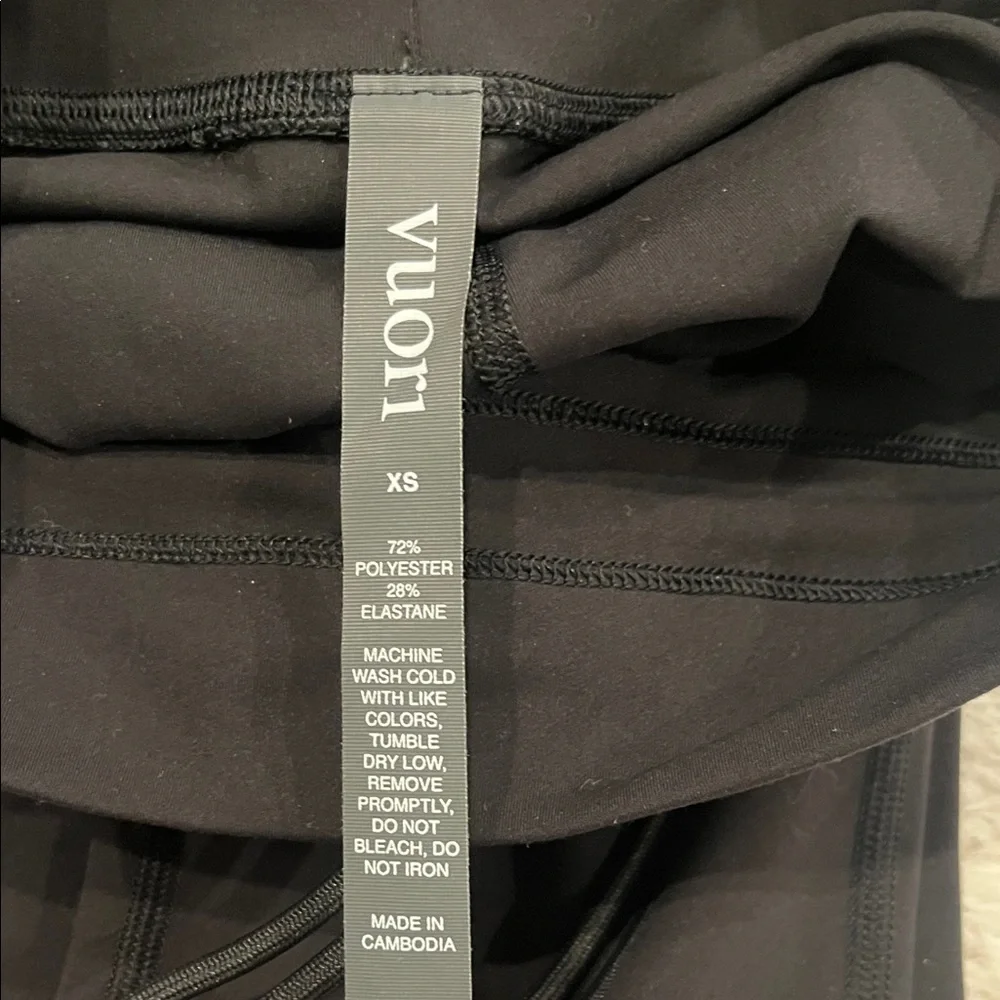 vuori
XS
72%
POLYESTER
28%
ELASTANE
MACHINE
WASH COLD
WITH LIKE
COLORS,
TUMBLE
DRY LOW,
REMOVE
PROMPTLY,
DO NOT
BLEACH, DO
NOT IRON
MADE IN
CAMBODIA